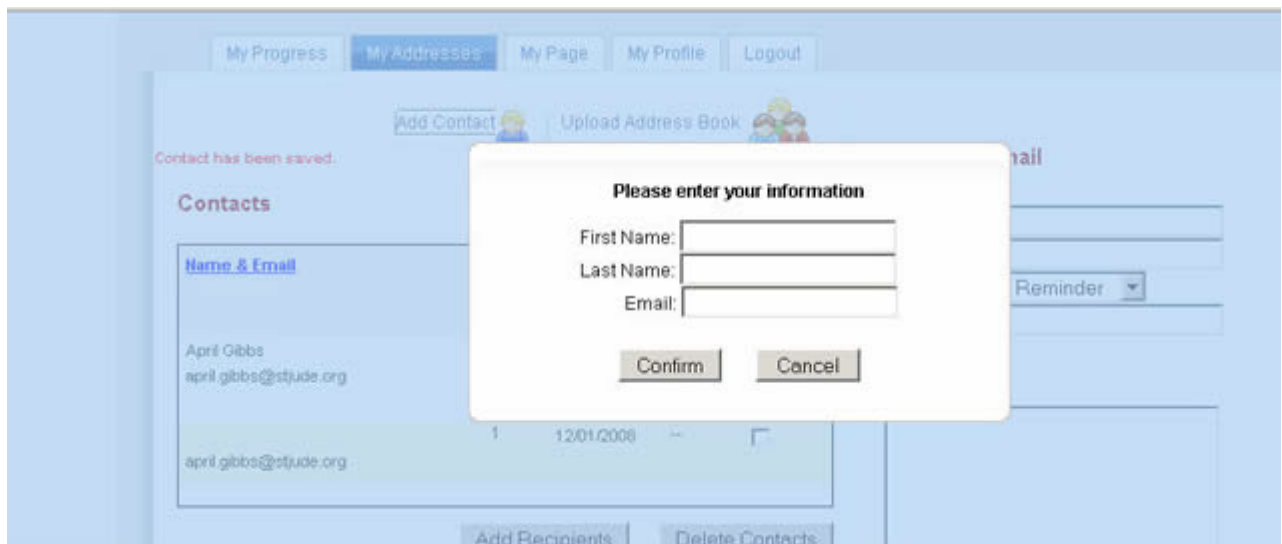 My Progress My Addresses My Page My Profile Logout
Add Contact Upload Address Book
Contact has been saved.
Contacts
Name & Email
April Gibbs
april.gibbs@stjude.org
1 12/01/2008 --
april.gibbs@stjude.org
Add Recipients Delete Contacts
Please enter your information
First Name:
Last Name:
Email:
Confirm Cancel
ail
Reminder